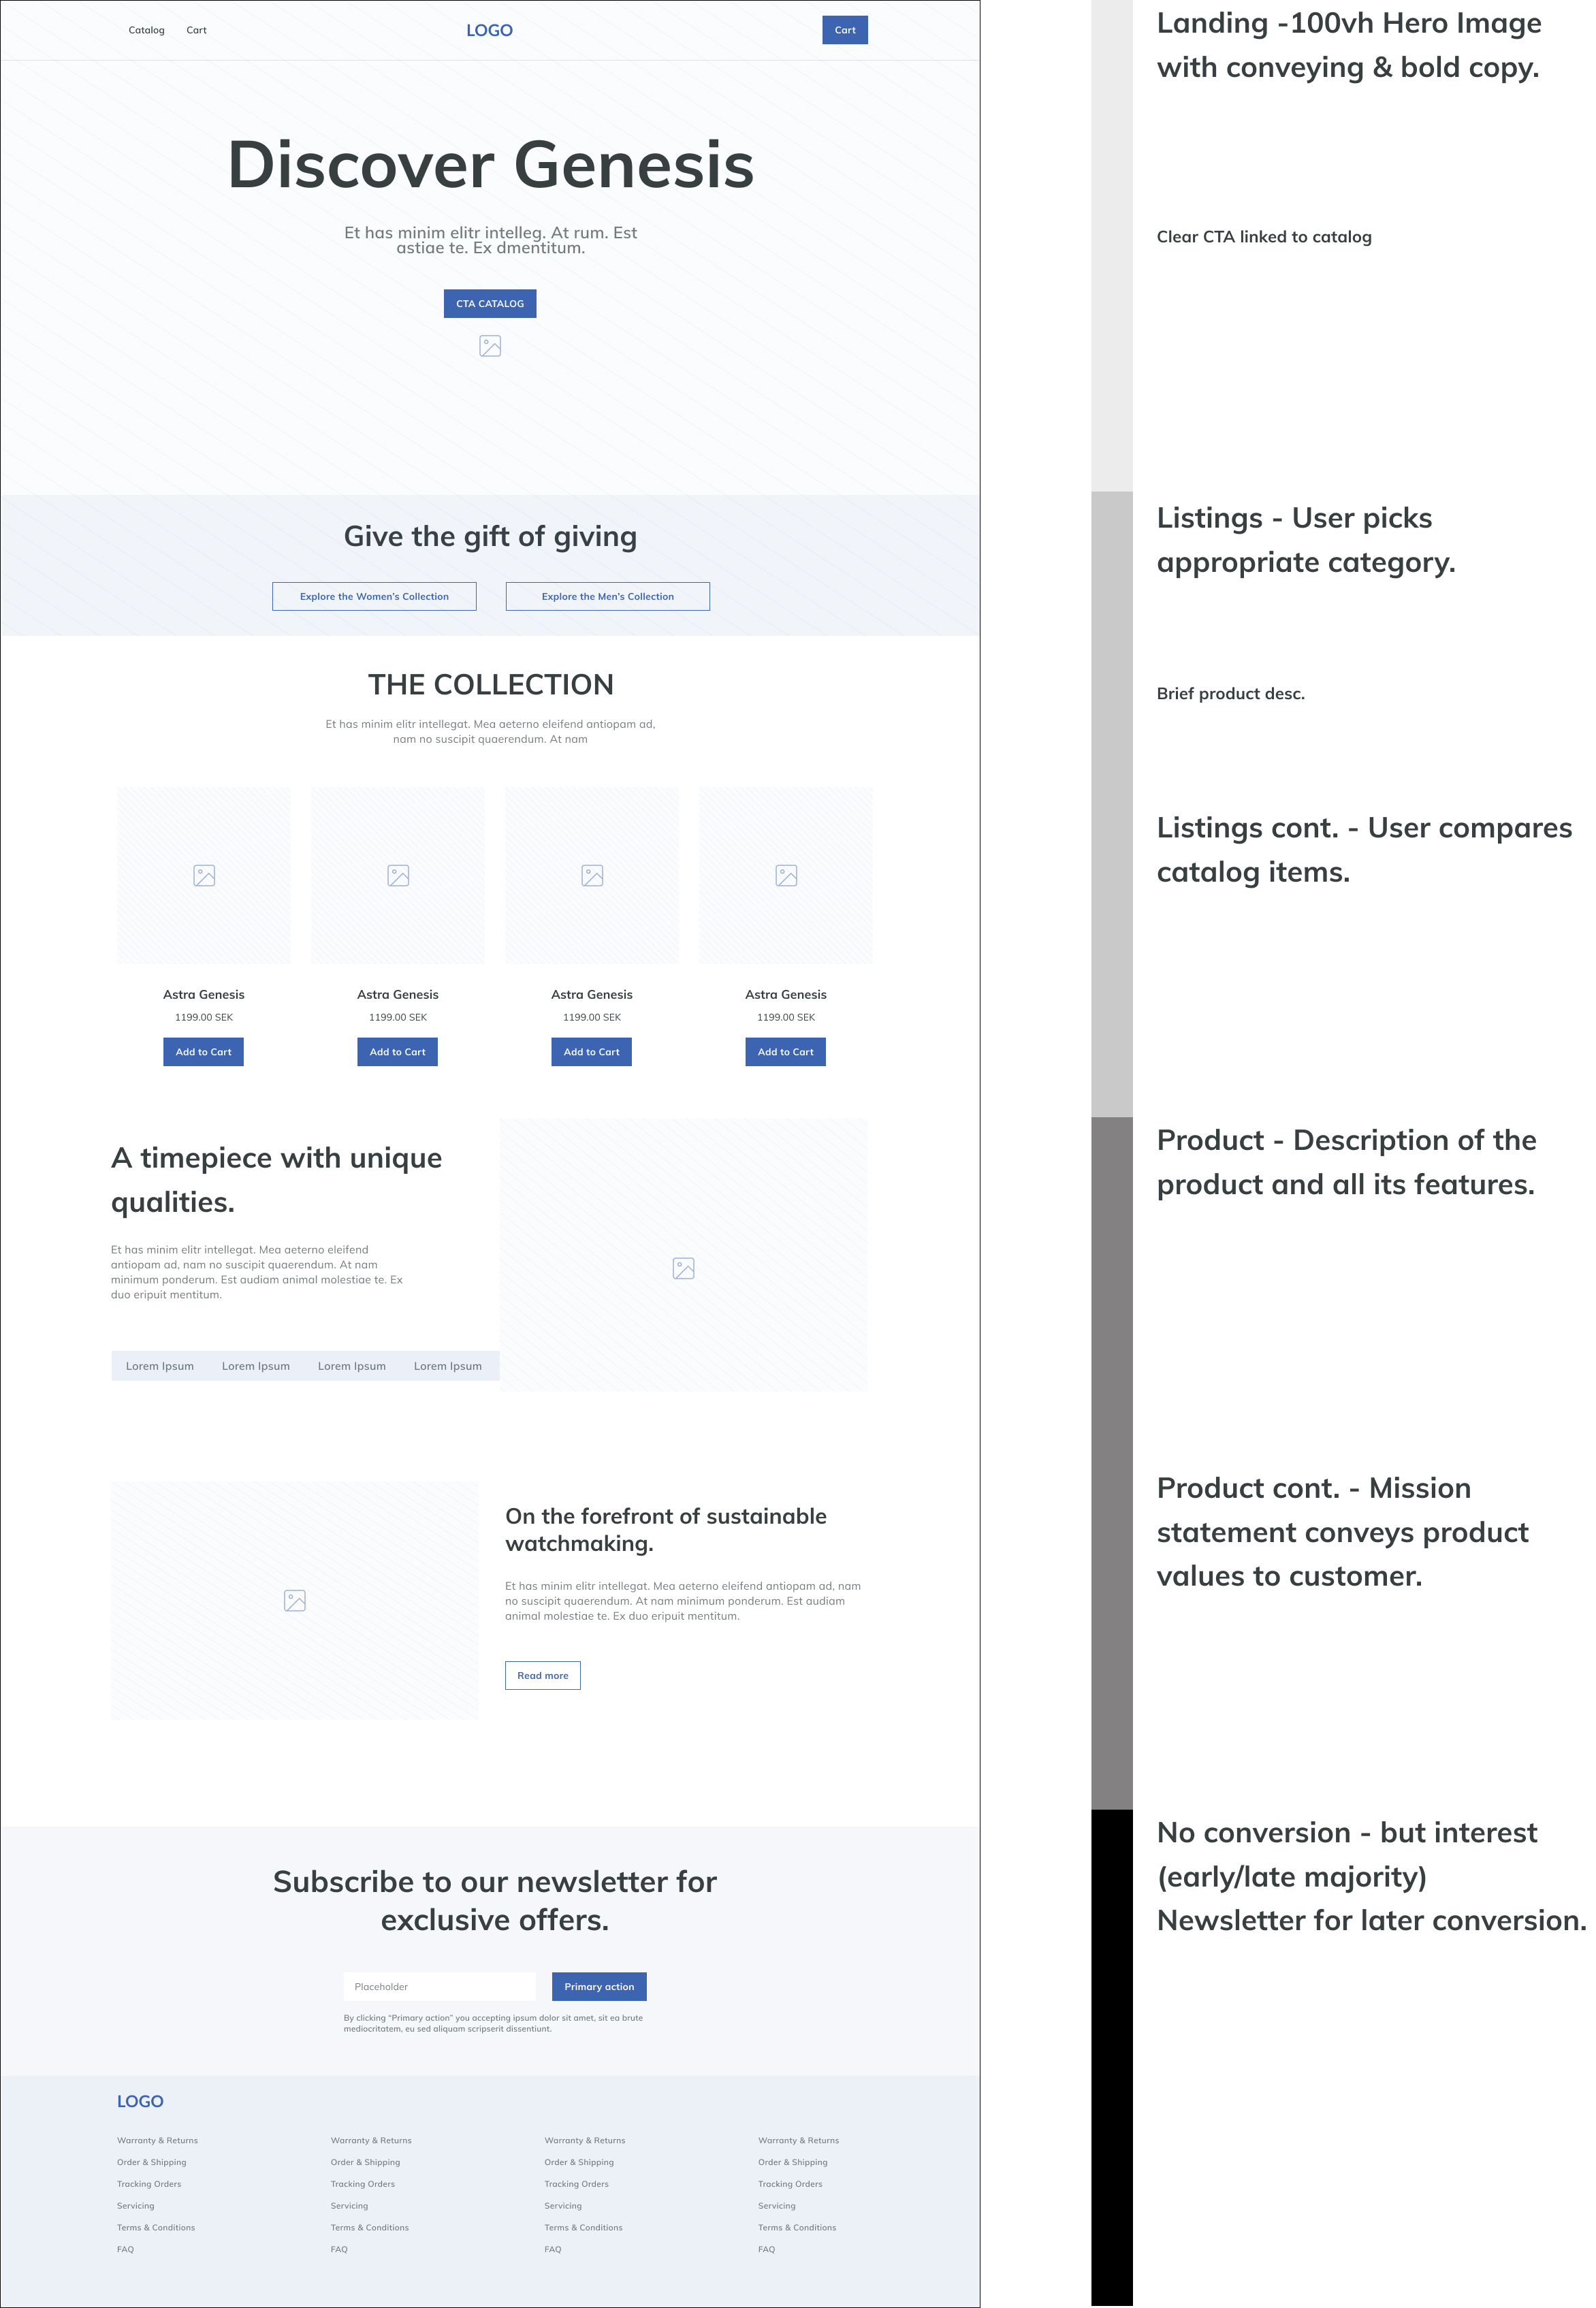 Catalog Cart LOGO Cart
Discover Genesis
Et has minim elitr intelleg. At rum. Est
astiae te. Ex dmentitum.
CTA CATALOG
Give the gift of giving
Explore the Women's Collection Explore the Men's Collection
THE COLLECTION
Et has minim elitr intellegat. Mea aeterno eleifend antiopam ad,
nam no suscipit quaerendum. At nam
Astra Genesis Astra Genesis Astra Genesis Astra Genesis
1199.00 SEK 1199.00 SEK 1199.00 SEK 1199.00 SEK
Add to Cart Add to Cart Add to Cart Add to Cart
A timepiece with unique
qualities.
Et has minim elitr intellegat. Mea aeterno eleifend
antiopam ad, nam no suscipit quaerendum. At nam
minimum ponderum. Est audiam animal molestiae te. Ex
duo eripuit mentitum.
Lorem Ipsum Lorem Ipsum Lorem Ipsum Lorem Ipsum
On the forefront of sustainable
watchmaking.
Et has minim elitr intellegat. Mea aeterno eleifend antiopam ad, nam
no suscipit quaerendum. At nam minimum ponderum. Est audiam
animal molestiae te. Ex duo eripuit mentitum.
Read more
Subscribe to our newsletter for
exclusive offers.
Placeholder Primary action
By clicking “Primary action” you accepting ipsum dolor sit amet, sit ea brute
mediocritatem, eu sed aliquam scripserit dissentiunt.
LOGO
Warranty & Returns Warranty & Returns Warranty & Returns Warranty & Returns
Order & Shipping Order & Shipping Order & Shipping Order & Shipping
Tracking Orders Tracking Orders Tracking Orders Tracking Orders
Servicing Servicing Servicing Servicing
Terms & Conditions Terms & Conditions Terms & Conditions Terms & Conditions
FAQ FAQ FAQ FAQ
Landing -100vh Hero Image
with conveying & bold copy.
Clear CTA linked to catalog
Listings - User picks
appropriate category.
Brief product desc.
Listings cont. - User compares
catalog items.
Product - Description of the
product and all its features.
Product cont. - Mission
statement conveys product
values to customer.
No conversion - but interest
(early/late majority)
Newsletter for later conversion.